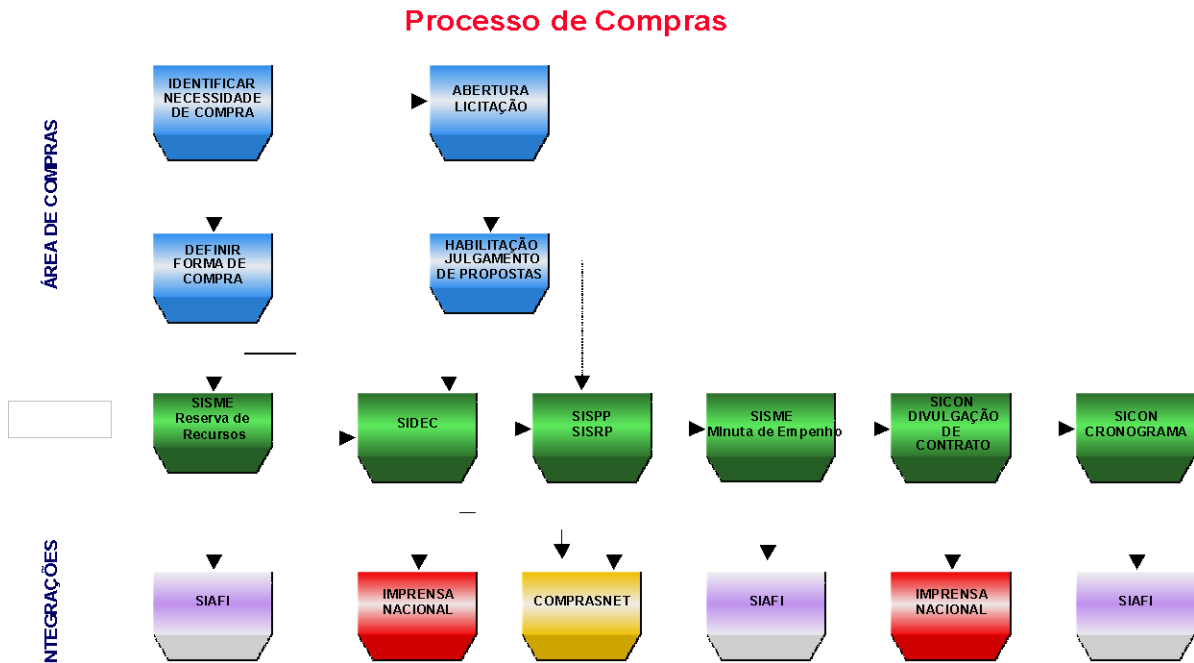 Processo de Compras
ÁREA DE COMPRAS
IDENTIFICAR
NECESSIDADE
DE COMPRA
ABERTURA
LICITAÇÃO
DEFINIR
FORMA DE
COMPRA
HABILITAÇÃO
JULGAMENTO
DE PROPOSTAS
SISME
Reserva de
Recursos
SIDEC
SISPP
SISRP
SISME
MInuta de Empenho
SICON
DIVULGAÇÃO
DE
CONTRATO
SICON
CRONOGRAMA
NTEGRAÇÕES
SIAFI
IMPRENSA
NACIONAL
COMPRASNET
SIAFI
IMPRENSA
NACIONAL
SIAFI